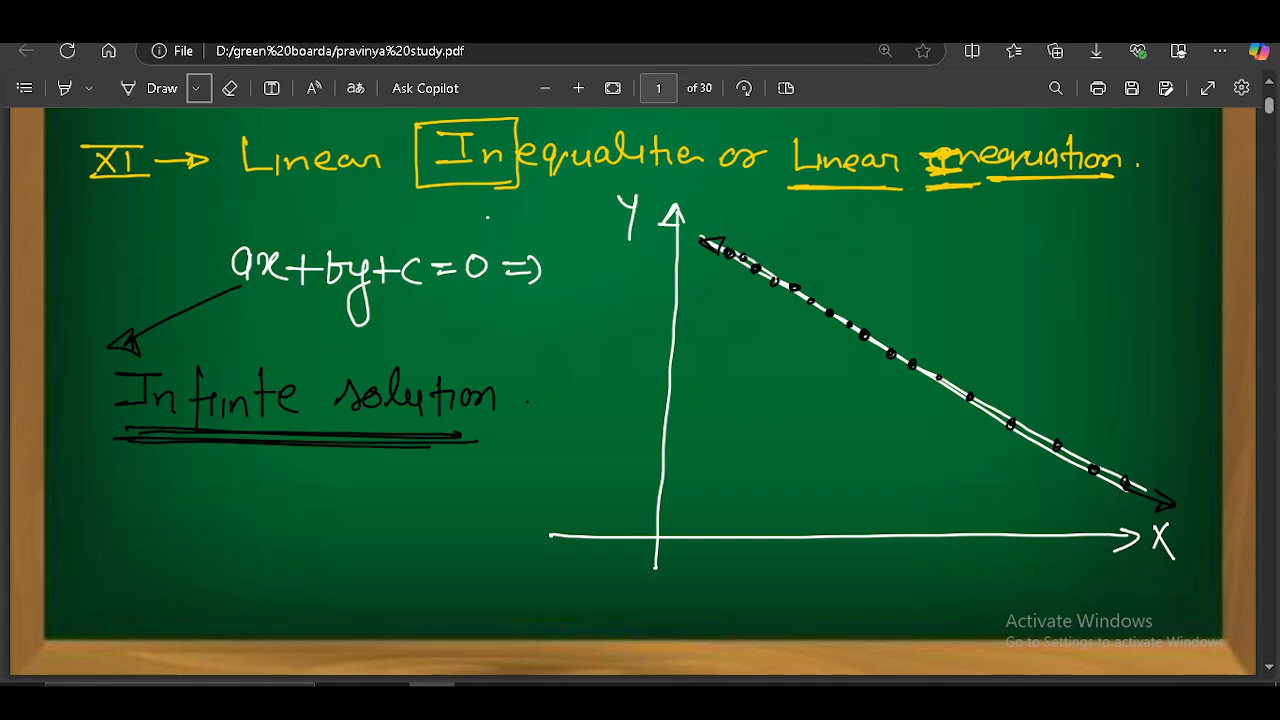 File D:/green%20boarda/pravinya%20study.pdf
Draw Ask Copilot 1 of 30
XI → Linear Inequalities or Linear Inequation.
Y
ax+by+c=0 ⇒
Infinite solution.
X
Activate Windows
Go to Settings to activate Windows.